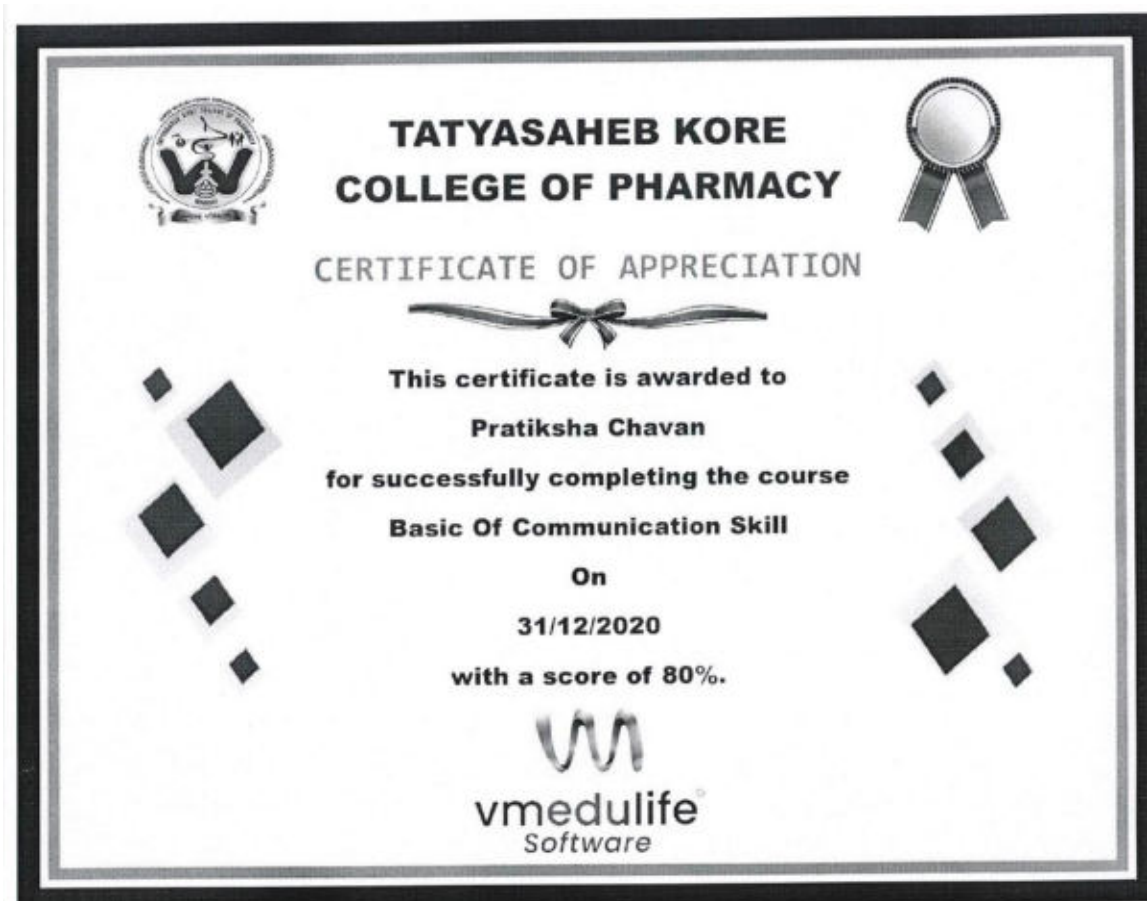 TATYASAHEB KORE
COLLEGE OF PHARMACY
CERTIFICATE OF APPRECIATION
This certificate is awarded to
Pratiksha Chavan
for successfully completing the course
Basic Of Communication Skill
On
31/12/2020
with a score of 80%.
vmedulife
Software